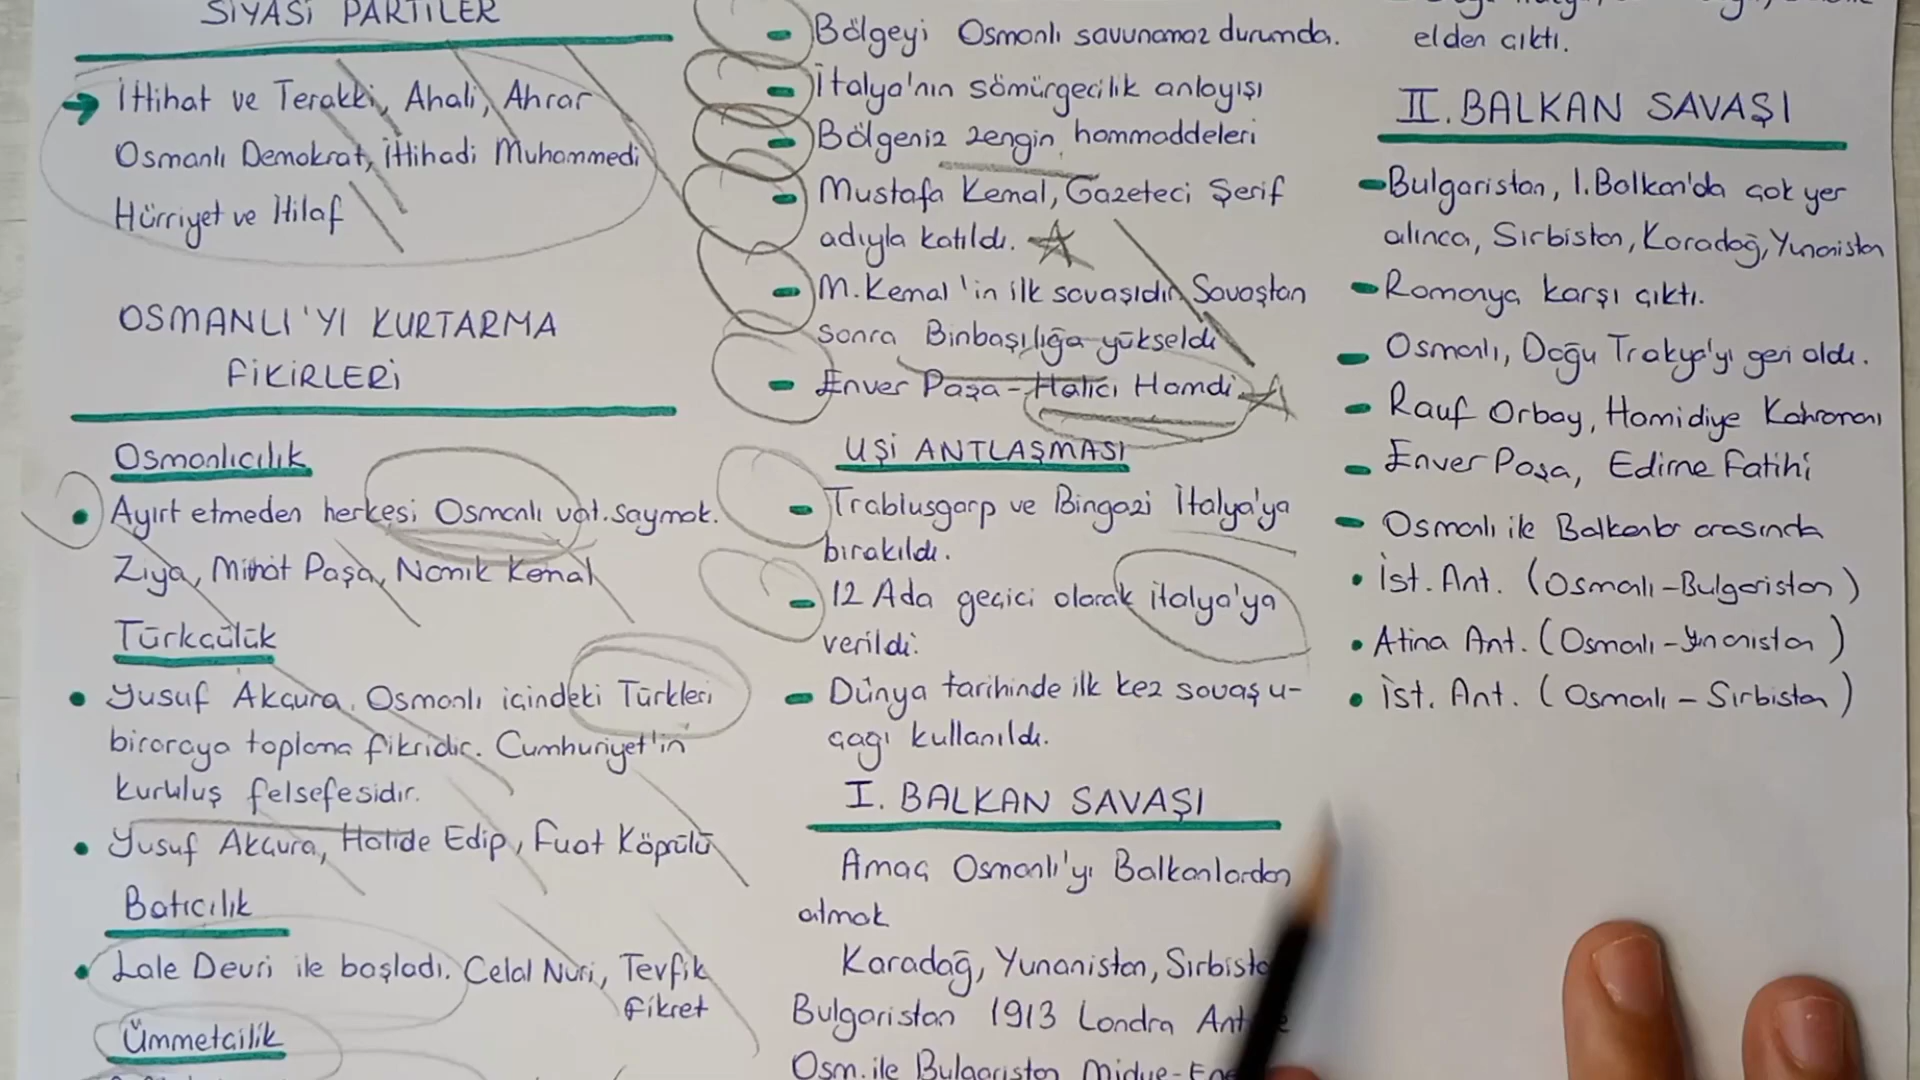 SİYASİ PARTİLER
İttihat ve Terakki, Ahali, Ahrar
Osmanlı Demokrat, İttihadi Muhammedi
Hürriyet ve İtilaf
OSMANLI'YI KURTARMA
FİKİRLERİ
Osmanlıcılık
Ayırt etmeden herkesi Osmanlı vat. saymak.
Ziya, Mithat Paşa, Namık Kemal
Türkçülük
Yusuf Akçura. Osmanlı içindeki Türkleri
biraraya toplama fikridir. Cumhuriyet'in
kuruluş felsefesidir.
Yusuf Akçura, Halide Edip, Fuat Köprülü
Batıcılık
Lale Devri ile başladı. Celal Nuri, Tevfik
Fikret
Ümmetçilik
Bölgeyi Osmanlı savunamaz durumda.
İtalya'nın sömürgecilik anlayışı
Bölgeniz zengin hammaddeleri
Mustafa Kemal, Gazeteci Şerif
adıyla katıldı.
M. Kemal'in ilk savaşıdır. Savaştan
sonra Binbaşılığa yükseldi
Enver Paşa - Halıcı Hamdi
UŞİ ANTLAŞMASI
Trablusgarp ve Bingazi İtalya'ya
bırakıldı.
12 Ada geçici olarak italya'ya
verildi.
Dünya tarihinde ilk kez savaş u-
çağı kullanıldı.
I. BALKAN SAVAŞI
Amaç Osmanlı'yı Balkanlardan
atmak
Karadağ, Yunanistan, Sırbista
Bulgaristan 1913 Londra Ant
Osm. ile Bulgaristan Midye-Ene
elden çıktı.
II. BALKAN SAVAŞI
Bulgaristan, 1. Balkan'da çok yer
alınca, Sırbistan, Karadağ, Yunanistan
Romanya karşı çıktı.
Osmanlı, Doğu Trakya'yı geri aldı.
Rauf Orbay, Hamidiye Kahramanı
Enver Paşa, Edirne Fatihi
Osmanlı ile Balkanlar arasında
İst. Ant. (Osmanlı - Bulgaristan)
Atina Ant. (Osmanlı - Yunanistan)
İst. Ant. (Osmanlı - Sırbistan)